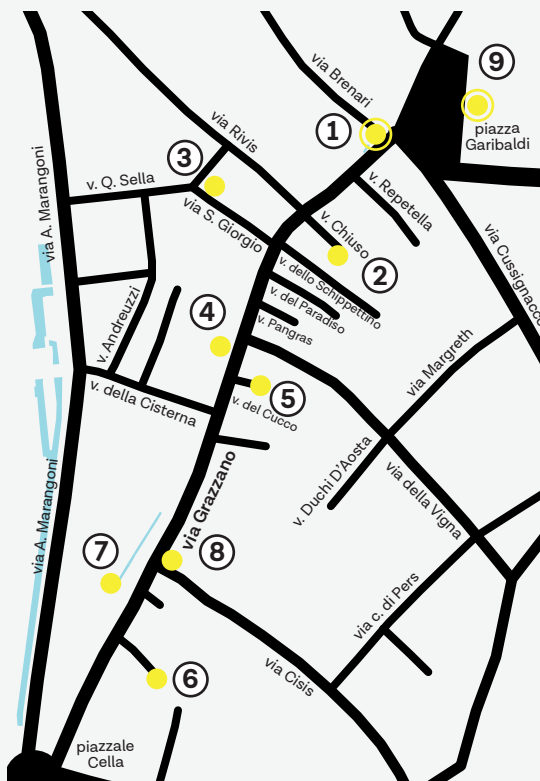 9
via Brenari
piazza
Garibaldi
1
via Rivis
3
v. Q. Sella
v. Repetella
via A. Marangoni
via S. Giorgio
v. Chiuso
via Cussignacco
2
v. dello Schippettino
v. del Paradiso
v. Andreuzzi
4
v. Pangras
via Margreth
5
v. della Cisterna
v. del Cucco
v. Duchi D'Aosta
via Grazzano
via della Vigna
via A. Marangoni
7
8
via c. di Pers
6
via Cisis
piazzale
Cella